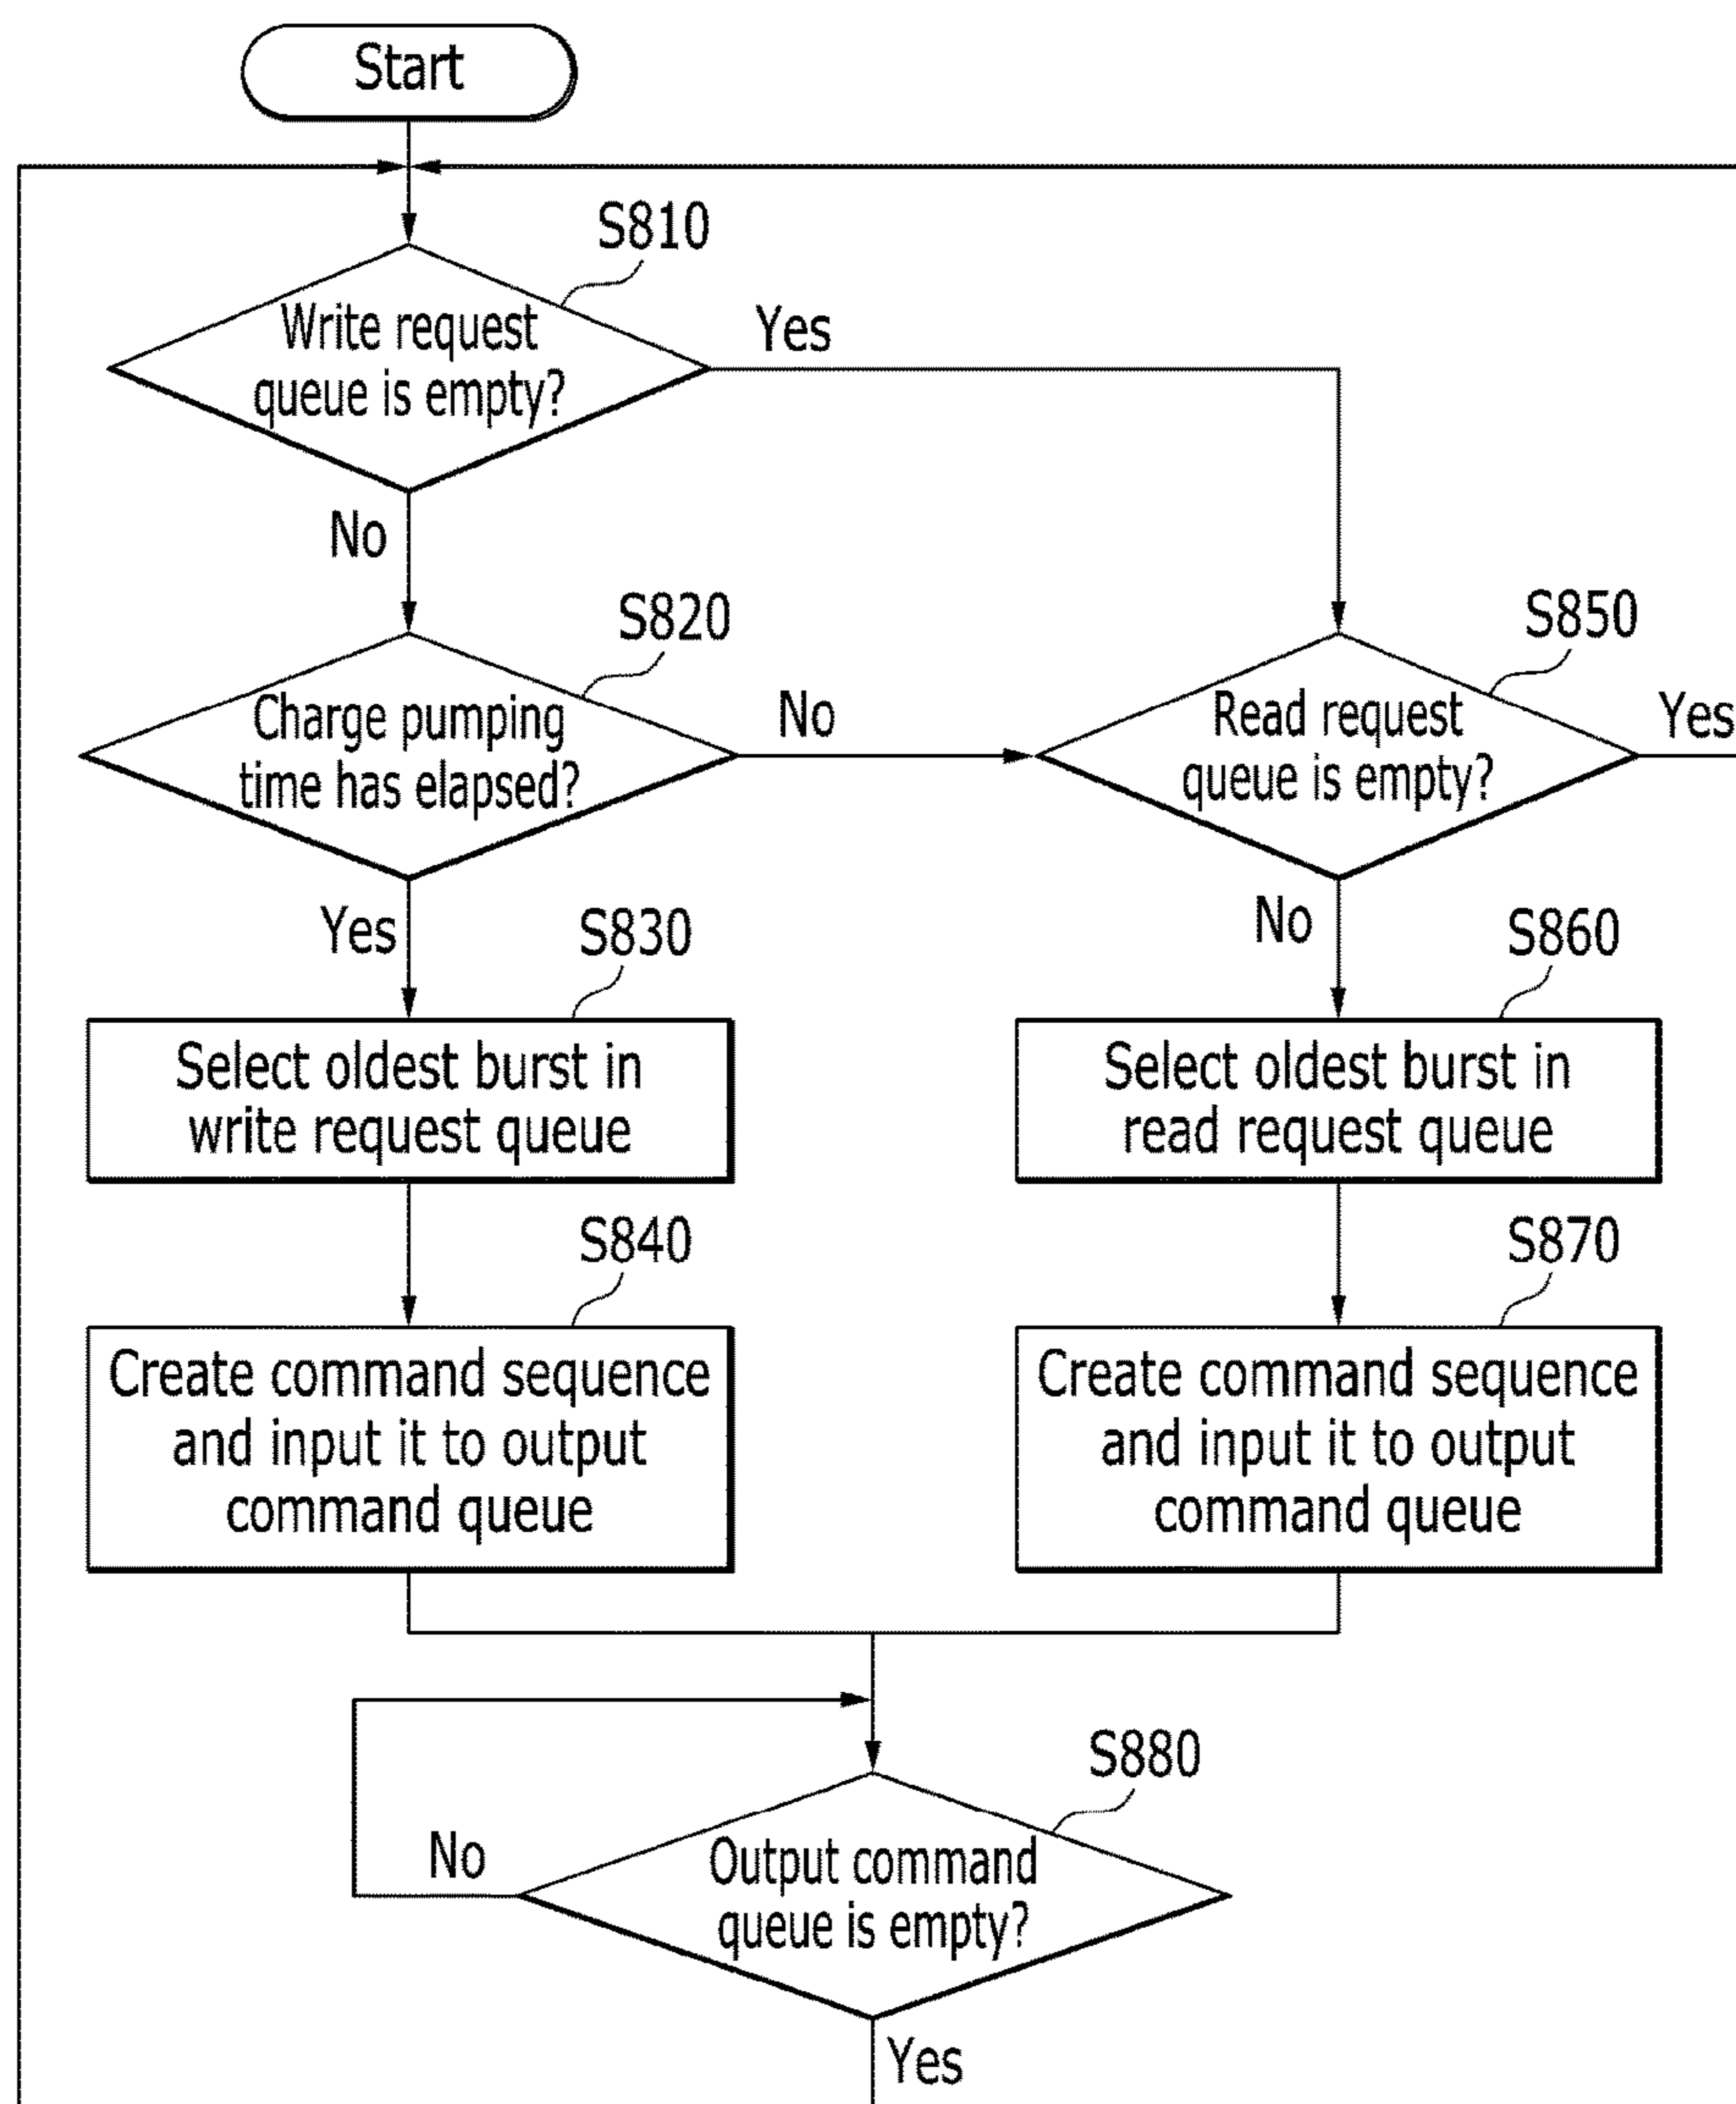 Start
S810
Write request
queue is empty?
Yes
No
S820
Charge pumping
time has elapsed?
No
S850
Read request
queue is empty?
Yes
Yes
S830
No
S860
Select oldest burst in
write request queue
Select oldest burst in
read request queue
S840
S870
Create command sequence
and input it to output
command queue
Create command sequence
and input it to output
command queue
S880
No
Output command
queue is empty?
Yes